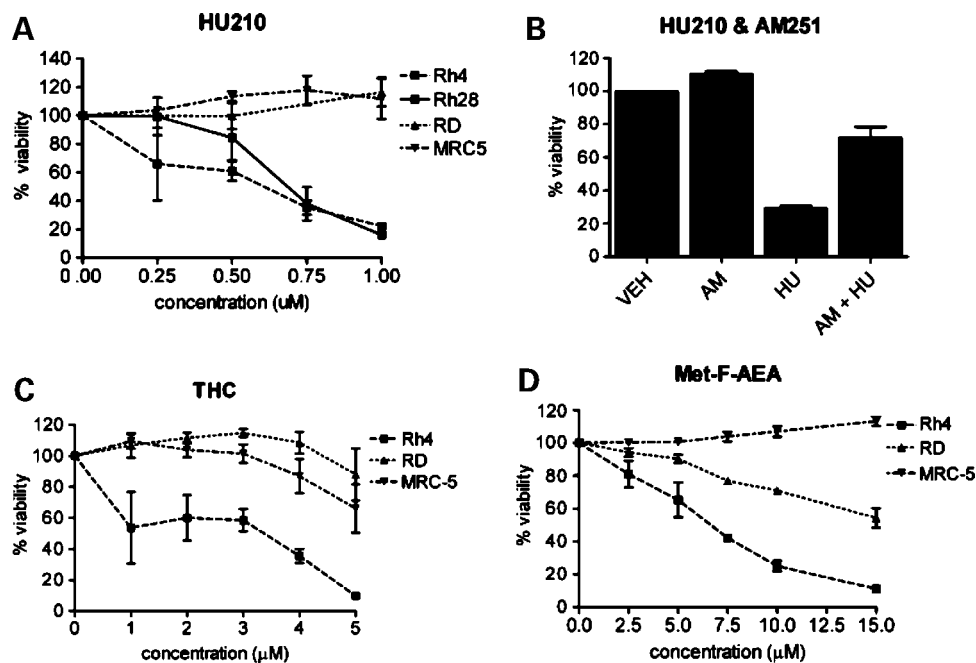 A
HU210
% viability
140
120
100
80
60
40
20
0
0.00 0.25 0.50 0.75 1.00
concentration (uM)
Rh4
Rh28
RD
MRC5
B
HU210 & AM251
% viability
120
100
80
60
40
20
0
VEH
AM
HU
AM + HU
C
THC
% viability
120
100
80
60
40
20
0
0 1 2 3 4 5
concentration (μM)
Rh4
RD
MRC-5
D
Met-F-AEA
% viability
120
100
80
60
40
20
0
0.0 2.5 5.0 7.5 10.0 12.5 15.0
concentration (μM)
Rh4
RD
MRC-5